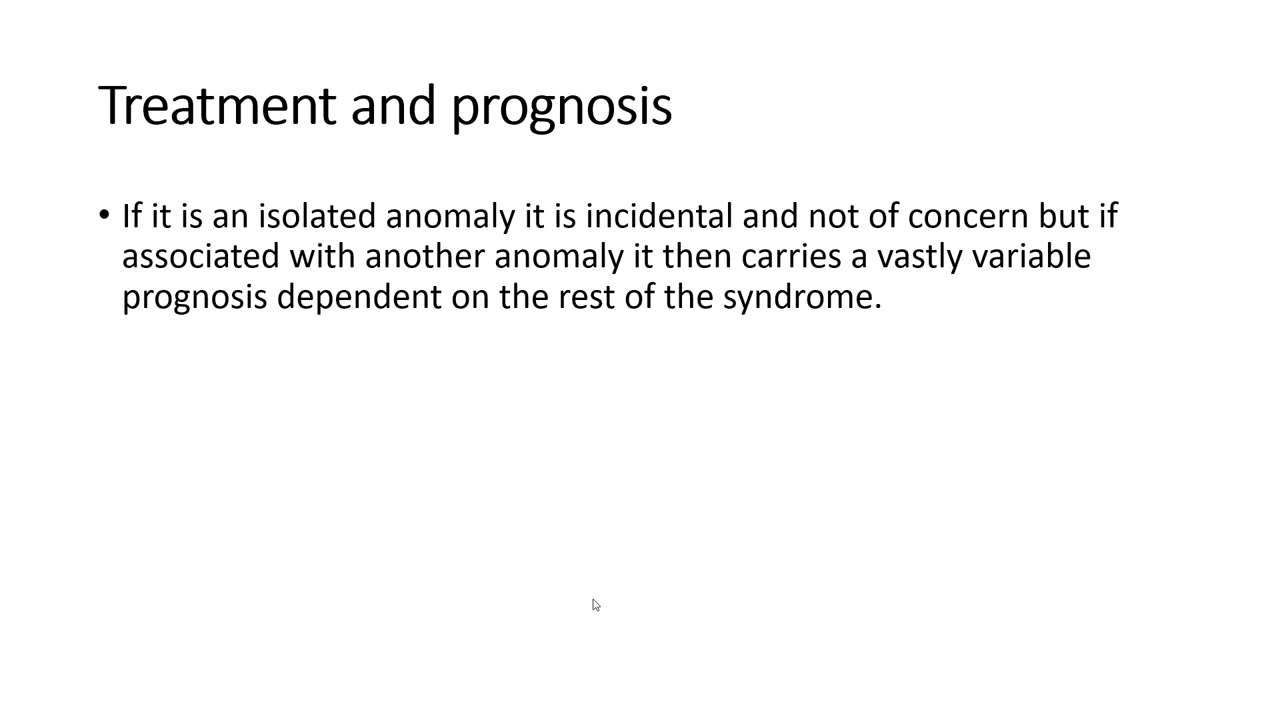 Treatment and prognosis
• If it is an isolated anomaly it is incidental and not of concern but if
associated with another anomaly it then carries a vastly variable
prognosis dependent on the rest of the syndrome.